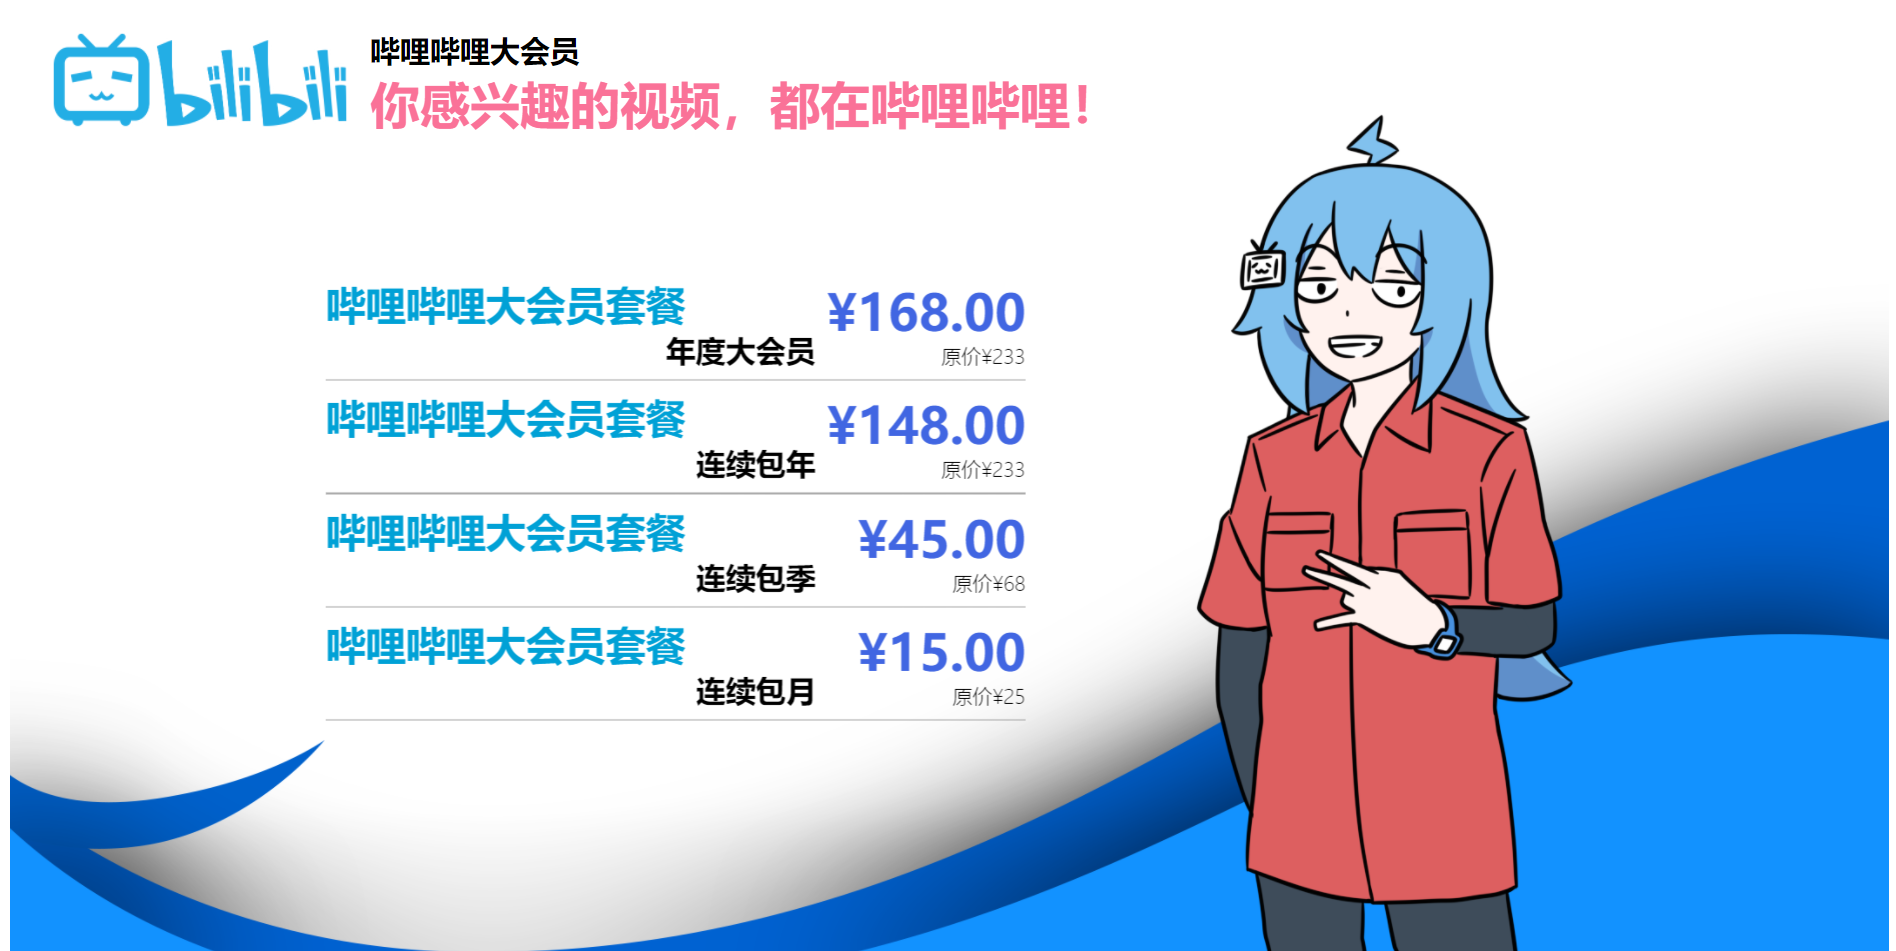 bilibili
哔哩哔哩大会员
你感兴趣的视频，都在哔哩哔哩！
哔哩哔哩大会员套餐
¥168.00
年度大会员
原价¥233
哔哩哔哩大会员套餐
¥148.00
连续包年
原价¥233
哔哩哔哩大会员套餐
¥45.00
连续包季
原价¥68
哔哩哔哩大会员套餐
¥15.00
连续包月
原价¥25